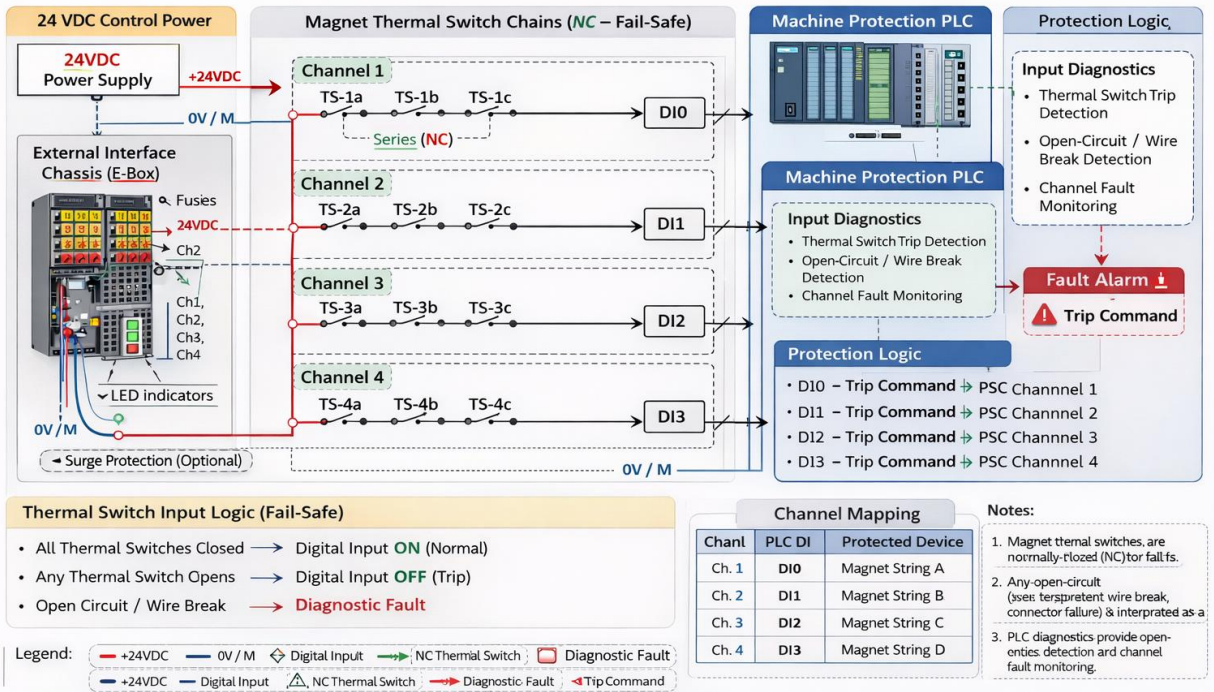 24 VDC Control Power
24VDC
Power Supply
+24VDC
0V / M
External Interface
Chassis (E-Box)
Fuses
24VDC
Ch2
Ch1,
Ch2,
Ch3,
Ch4
LED indicators
0V / M
Surge Protection (Optional)
Magnet Thermal Switch Chains (NC – Fail-Safe)
Channel 1
TS-1a TS-1b TS-1c
DI0
Series (NC)
Channel 2
TS-2a TS-2b TS-2c
DI1
Channel 3
TS-3a TS-3b TS-3c
DI2
Channel 4
TS-4a TS-4b TS-4c
DI3
0V / M
Machine Protection PLC
Machine Protection PLC
Input Diagnostics
• Thermal Switch Trip Detection
• Open-Circuit / Wire Break
Detection
• Channel Fault Monitoring
Protection Logic
• D10 – Trip Command → PSC Channnel 1
• D11 – Trip Command → PSC Channnel 2
• D12 – Trip Command → PSC Channnel 3
• D13 – Trip Command → PSC Channnel 4
Protection Logic,
Input Diagnostics
• Thermal Switch Trip
Detection
• Open-Circuit / Wire
Break Detection
• Channel Fault
Monitoring
Fault Alarm
Trip Command
Thermal Switch Input Logic (Fail-Safe)
• All Thermal Switches Closed → Digital Input ON (Normal)
• Any Thermal Switch Opens → Digital Input OFF (Trip)
• Open Circuit / Wire Break → Diagnostic Fault
Channel Mapping
Chanl PLC DI Protected Device
Ch. 1 DI0 Magnet String A
Ch. 2 DI1 Magnet String B
Ch. 3 DI2 Magnet String C
Ch. 4 DI3 Magnet String D
Notes:
1. Magnet themal switches, are
(NC)
2. Any-open-circuit
wire break,
connector fallure) & interprated as a
3. PLC diagnostics provide open-
detection and channel
fault monitoring.
Legend:
+24VDC 0V / M Digital Input NC Thermal Switch Diagnostic Fault
+24VDC Digital Input NC Thermal Switch Diagnostic Fault Trip Command